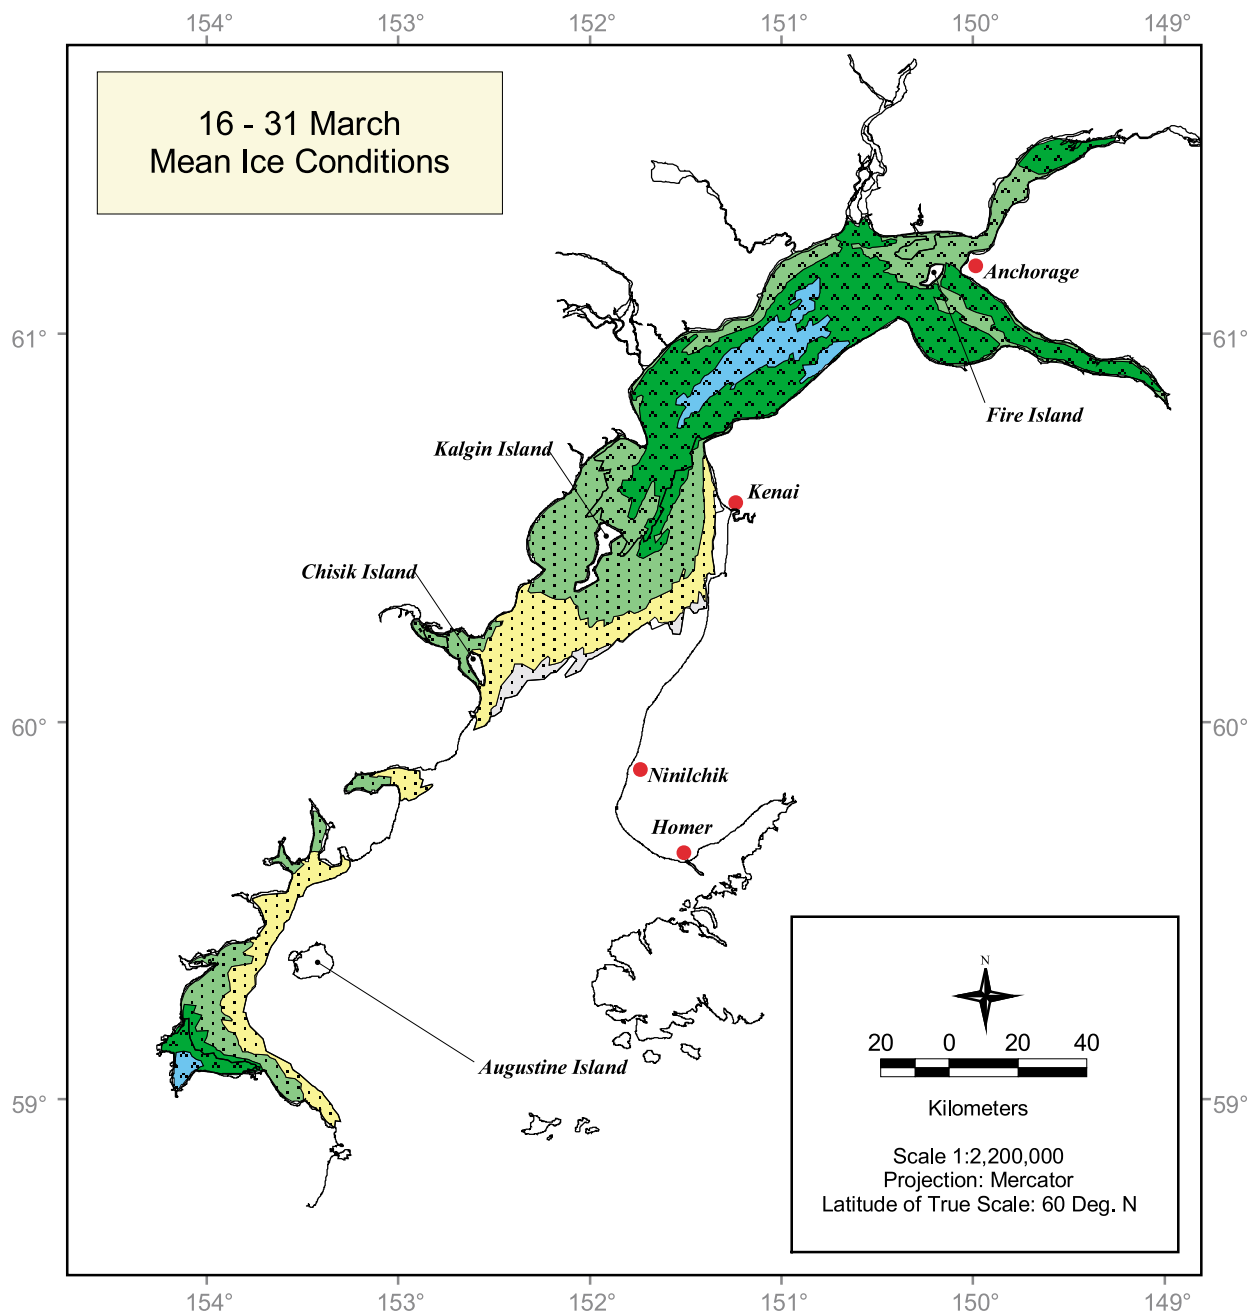 154° 153° 152° 151° 150° 149°
16 - 31 March
Mean Ice Conditions
Anchorage
61° 61°
Fire Island
Kalgin Island
Kenai
Chisik Island
60° 60°
Ninilchik
Homer
Augustine Island
N
20 0 20 40
Kilometers
59° 59°
Scale 1:2,200,000
Projection: Mercator
Latitude of True Scale: 60 Deg. N
154° 153° 152° 151° 150° 149°